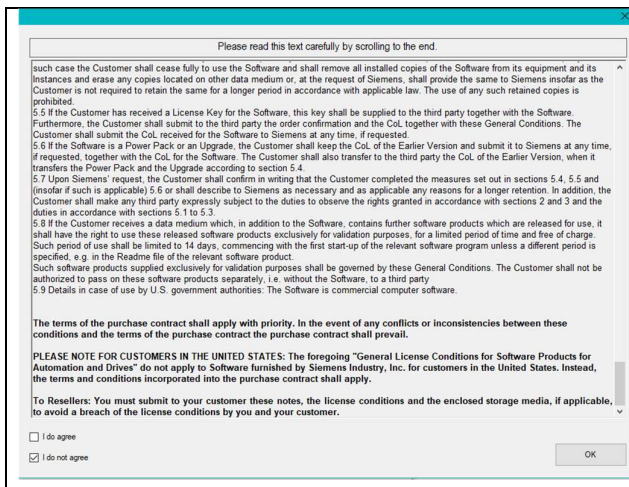 Please read this text carefully by scrolling to the end.
such case the Customer shall cease fully to use the Software and shall remove all installed copies of the Software from its equipment and its
Instances and erase any copies located on other data medium or, at the request of Siemens, shall provide the same to Siemens insofar as the
Customer is not required to retain the same for a longer period in accordance with applicable law. The use of any such retained copies is
prohibited.
5.5 If the Customer has received a License Key for the Software, this key shall be supplied to the third party together with the Software.
Furthermore, the Customer shall submit to the third party the order confirmation and the CoL together with these General Conditions. The
Customer shall submit the CoL received for the Software to Siemens at any time, if requested.
5.6 If the Software is a Power Pack or an Upgrade, the Customer shall keep the CoL of the Earlier Version and submit it to Siemens at any time,
if requested, together with the CoL for the Software. The Customer shall also transfer to the third party the CoL of the Earlier Version, when it
transfers the Power Pack and the Upgrade according to section 5.4.
5.7 Upon Siemens' request, the Customer shall confirm in writing that the Customer completed the measures set out in sections 5.4, 5.5 and
(insofar if such is applicable) 5.6 or shall describe to Siemens as necessary and as applicable any reasons for a longer retention. In addition, the
Customer shall make any third party expressly subject to the duties to observe the rights granted in accordance with sections 2 and 3 and the
duties in accordance with sections 5.1 to 5.3.
5.8 If the Customer receives a data medium which, in addition to the Software, contains further software products which are released for use, it
shall have the right to use these released software products exclusively for validation purposes, for a limited period of time and free of charge.
Such period of use shall be limited to 14 days, commencing with the first start-up of the relevant software program unless a different period is
specified, e.g. in the Readme file of the relevant software product.
Such software products supplied exclusively for validation purposes shall be governed by these General Conditions. The Customer shall not be
authorized to pass on these software products separately, i.e. without the Software, to a third party
5.9 Details in case of use by U.S. government authorities: The Software is commercial computer software.
The terms of the purchase contract shall apply with priority. In the event of any conflicts or inconsistencies between these
conditions and the terms of the purchase contract the purchase contract shall prevail.
PLEASE NOTE FOR CUSTOMERS IN THE UNITED STATES: The foregoing "General License Conditions for Software Products for
Automation and Drives" do not apply to Software furnished by Siemens Industry, Inc. for customers in the United States. Instead,
the terms and conditions incorporated into the purchase contract shall apply.
To Resellers: You must submit to your customer these notes, the license conditions and the enclosed storage media, if applicable,
to avoid a breach of the license conditions by you and your customer.
I do agree
I do not agree
OK